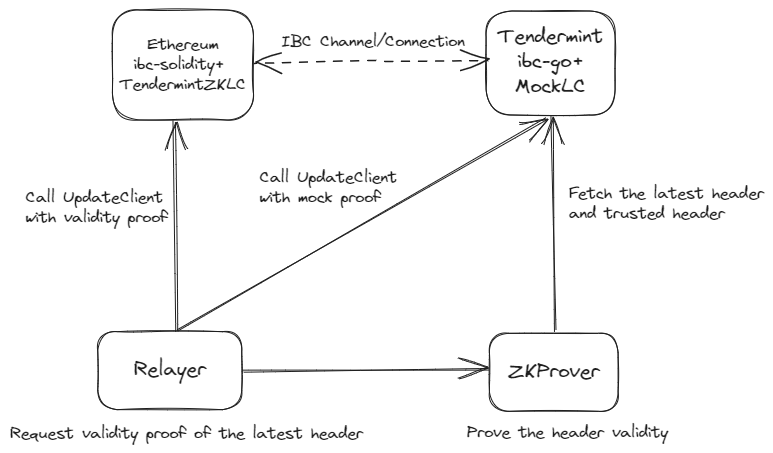 Ethereum
ibc-solidity+
TendermintZKLC
IBC Channel/Connection
Tendermint
ibc-go+
MockLC
Call UpdateClient
with validity proof
Call UpdateClient
with mock proof
Fetch the latest header
and trusted header
Relayer
ZKProver
Request validity proof of the latest header
Prove the header validity